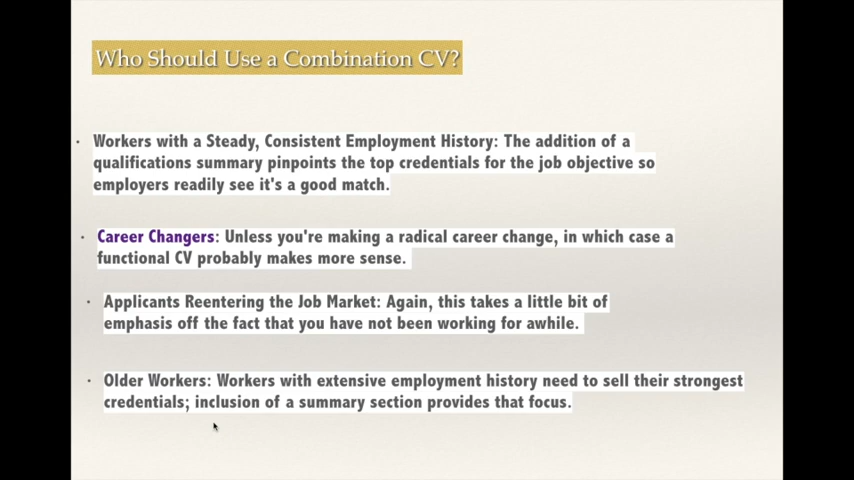 Who Should Use a Combination CV?
· Workers with a Steady, Consistent Employment History: The addition of a
qualifications summary pinpoints the top credentials for the job objective so
employers readily see it's a good match.
· Career Changers: Unless you're making a radical career change, in which case a
functional CV probably makes more sense.
· Applicants Reentering the Job Market: Again, this takes a little bit of
emphasis off the fact that you have not been working for awhile.
· Older Workers: Workers with extensive employment history need to sell their strongest
credentials; inclusion of a summary section provides that focus.